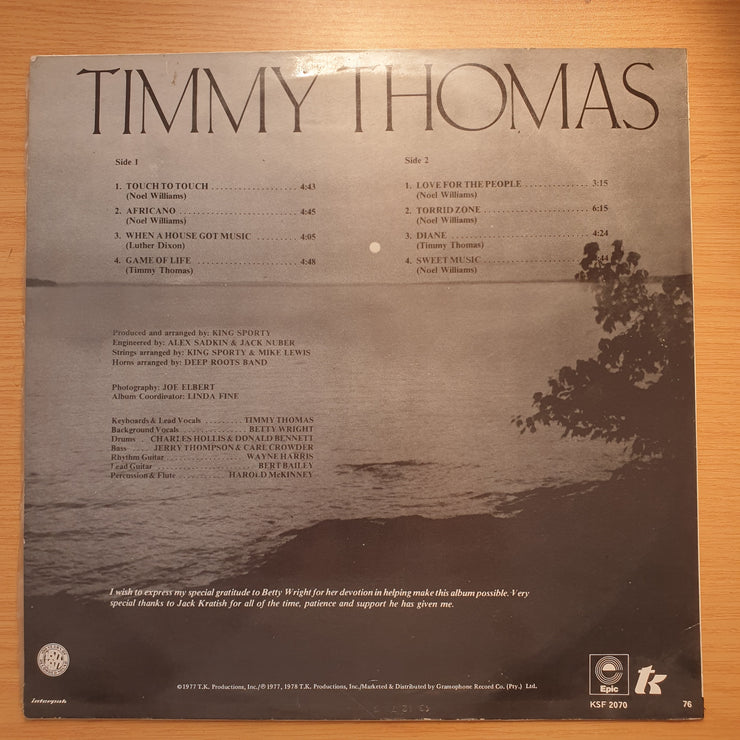 TIMMY THOMAS
Side 1
1. TOUCH TO TOUCH .................... 4:43
(Noel Williams)
2. AFRICANO ........................... 4:45
(Noel Williams)
3. WHEN A HOUSE GOT MUSIC ........ 4:05
(Luther Dixon)
4. GAME OF LIFE ....................... 4:48
(Timmy Thomas)
Side 2
1. LOVE FOR THE PEOPLE ............... 3:15
(Noel Williams)
2. TORRID ZONE ........................ 6:15
(Noel Williams)
3. DIANE ............................... 4:24
(Timmy Thomas)
4. SWEET MUSIC ........................ :44
(Noel Williams)
Produced and arranged by: KING SPORTY
Engineered by: ALEX SADKIN & JACK NUBER
Strings arranged by: KING SPORTY & MIKE LEWIS
Horns arranged by: DEEP ROOTS BAND
Photography: JOE ELBERT
Album Coordinator: LINDA FINE
Keyboards & Lead Vocals ......... TIMMY THOMAS
Background Vocals ............... BETTY WRIGHT
Drums .. CHARLES HOLLIS & DONALD BENNETT
Bass .... JERRY THOMPSON & CARL CROWDER
Rhythm Guitar ................... WAYNE HARRIS
Lead Guitar ....................... BERT BAILEY
Percussion & Flute ............ HAROLD McKINNEY
I wish to express my special gratitude to Betty Wright for her devotion in helping make this album possible. Very
special thanks to Jack Kratish for all of the time, patience and support he has given me.
©1977 T.K. Productions, Inc./℗1977, 1978 T.K. Productions, Inc./Marketed & Distributed by Gramophone Record Co. (Pty.) Ltd.
interpak
Epic
tk
KSF 2070
76